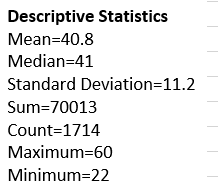 Descriptive Statistics
Mean=40.8
Median=41
Standard Deviation=11.2
Sum=70013
Count=1714
Maximum=60
Minimum=22